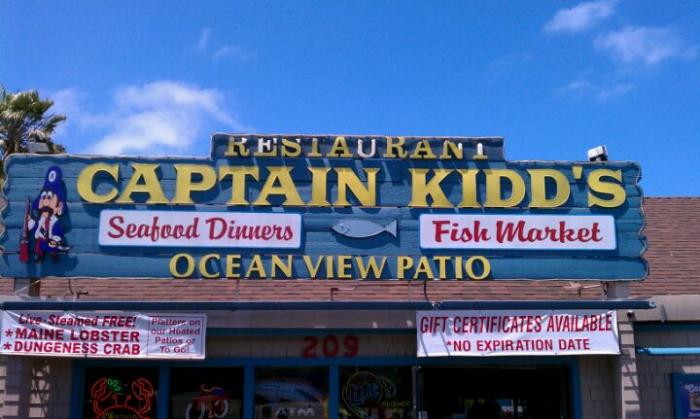 RESTAURANT
CAPTAIN KIDD'S
Seafood Dinners
Fish Market
OCEAN VIEW PATIO
Live-Steamed FREE!
*MAINE LOBSTER
*DUNGENESS CRAB
Platters on
our Heated
Patios or
To Go!
GIFT CERTIFICATES AVAILABLE
*NO EXPIRATION DATE
209